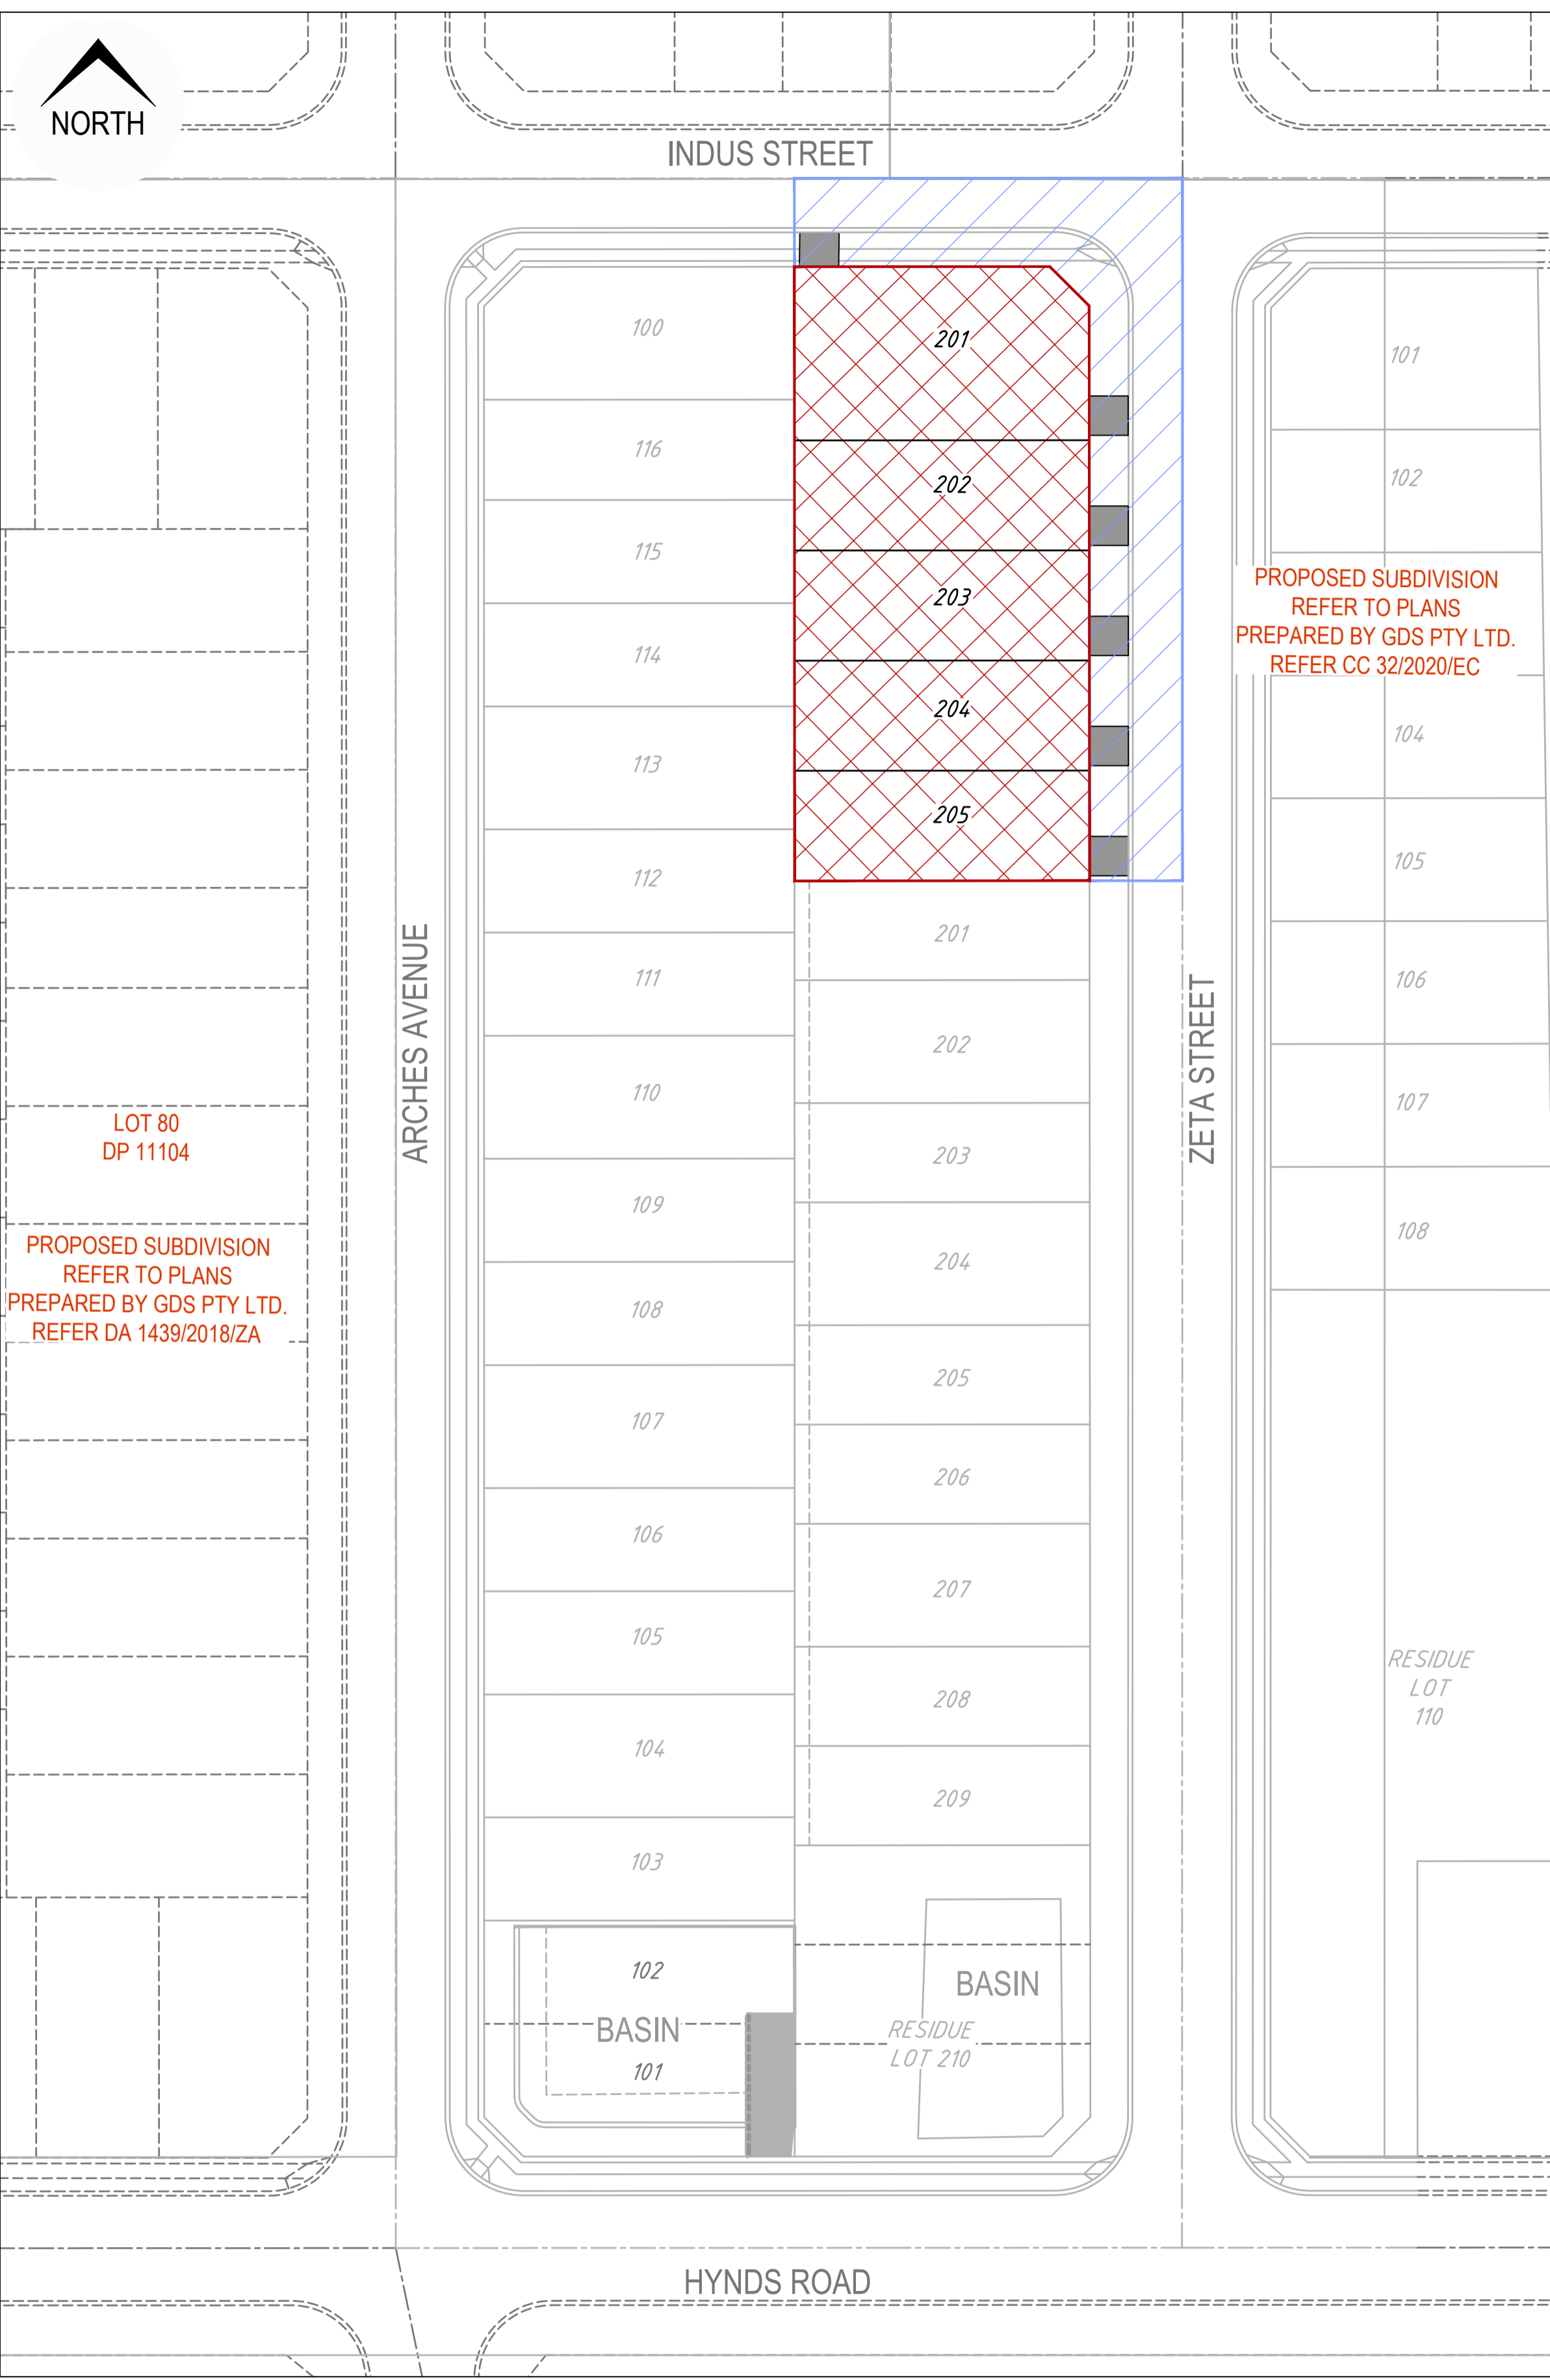 NORTH
INDUS STREET
100
116
115
114
113
112
111
110
109
108
107
106
105
104
103
102
BASIN
101
201
202
203
204
205
201
202
203
204
205
206
207
208
209
BASIN
RESIDUE
LOT 210
ARCHES AVENUE
ZETA STREET
101
102
PROPOSED SUBDIVISION
REFER TO PLANS
PREPARED BY GDS PTY LTD.
REFER CC 32/2020/EC
104
105
106
107
108
RESIDUE
LOT
110
LOT 80
DP 11104
PROPOSED SUBDIVISION
REFER TO PLANS
PREPARED BY GDS PTY LTD.
REFER DA 1439/2018/ZA
HYNDS ROAD